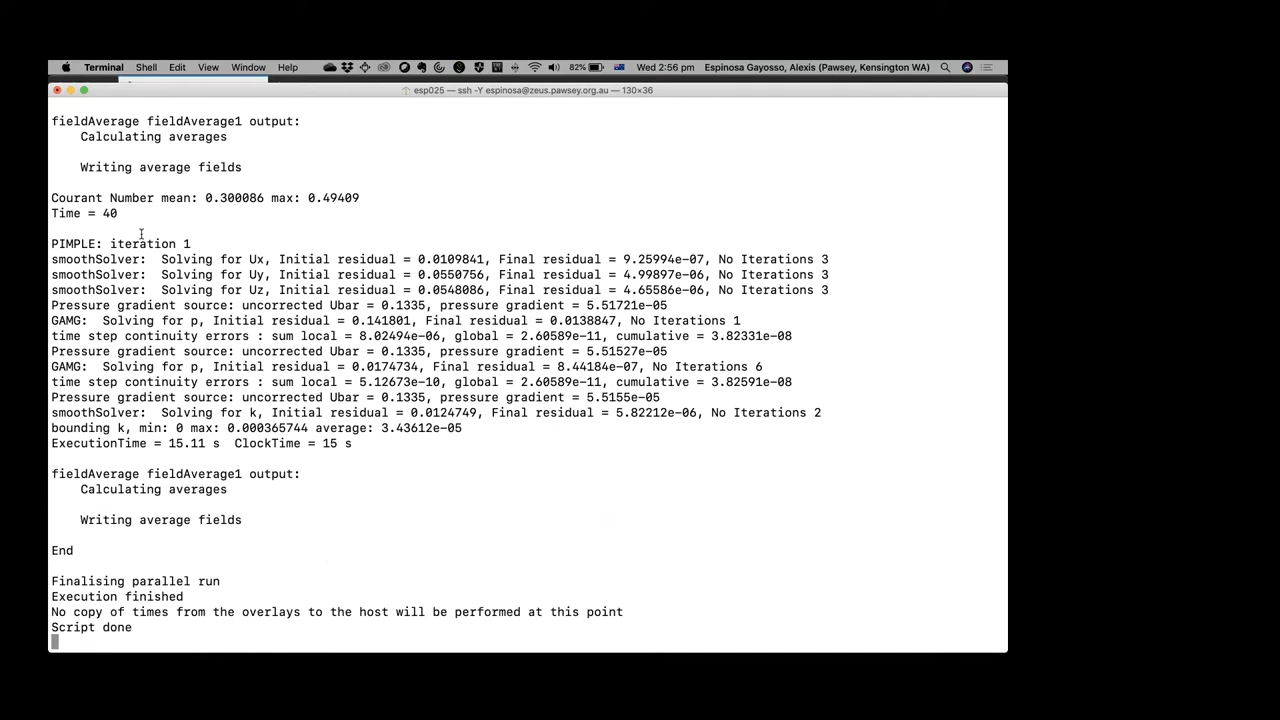 Terminal Shell Edit View Window Help 82% Wed 2:56 pm Espinosa Gayosso, Alexis (Pawsey, Kensington WA)
esp025 — ssh -Y espinosa@zeus.pawsey.org.au — 130×36
fieldAverage fieldAverage1 output:
Calculating averages
Writing average fields
Courant Number mean: 0.300086 max: 0.49409
Time = 40
PIMPLE: iteration 1
smoothSolver:  Solving for Ux, Initial residual = 0.0109841, Final residual = 9.25994e-07, No Iterations 3
smoothSolver:  Solving for Uy, Initial residual = 0.0550756, Final residual = 4.99897e-06, No Iterations 3
smoothSolver:  Solving for Uz, Initial residual = 0.0548086, Final residual = 4.65586e-06, No Iterations 3
Pressure gradient source: uncorrected Ubar = 0.1335, pressure gradient = 5.51721e-05
GAMG:  Solving for p, Initial residual = 0.141801, Final residual = 0.0138847, No Iterations 1
time step continuity errors : sum local = 8.02494e-06, global = 2.60589e-11, cumulative = 3.82331e-08
Pressure gradient source: uncorrected Ubar = 0.1335, pressure gradient = 5.51527e-05
GAMG:  Solving for p, Initial residual = 0.0174734, Final residual = 8.44184e-07, No Iterations 6
time step continuity errors : sum local = 5.12673e-10, global = 2.60589e-11, cumulative = 3.82591e-08
Pressure gradient source: uncorrected Ubar = 0.1335, pressure gradient = 5.5155e-05
smoothSolver:  Solving for k, Initial residual = 0.0124749, Final residual = 5.82212e-06, No Iterations 2
bounding k, min: 0 max: 0.000365744 average: 3.43612e-05
ExecutionTime = 15.11 s  ClockTime = 15 s
fieldAverage fieldAverage1 output:
Calculating averages
Writing average fields
End
Finalising parallel run
Execution finished
No copy of times from the overlays to the host will be performed at this point
Script done